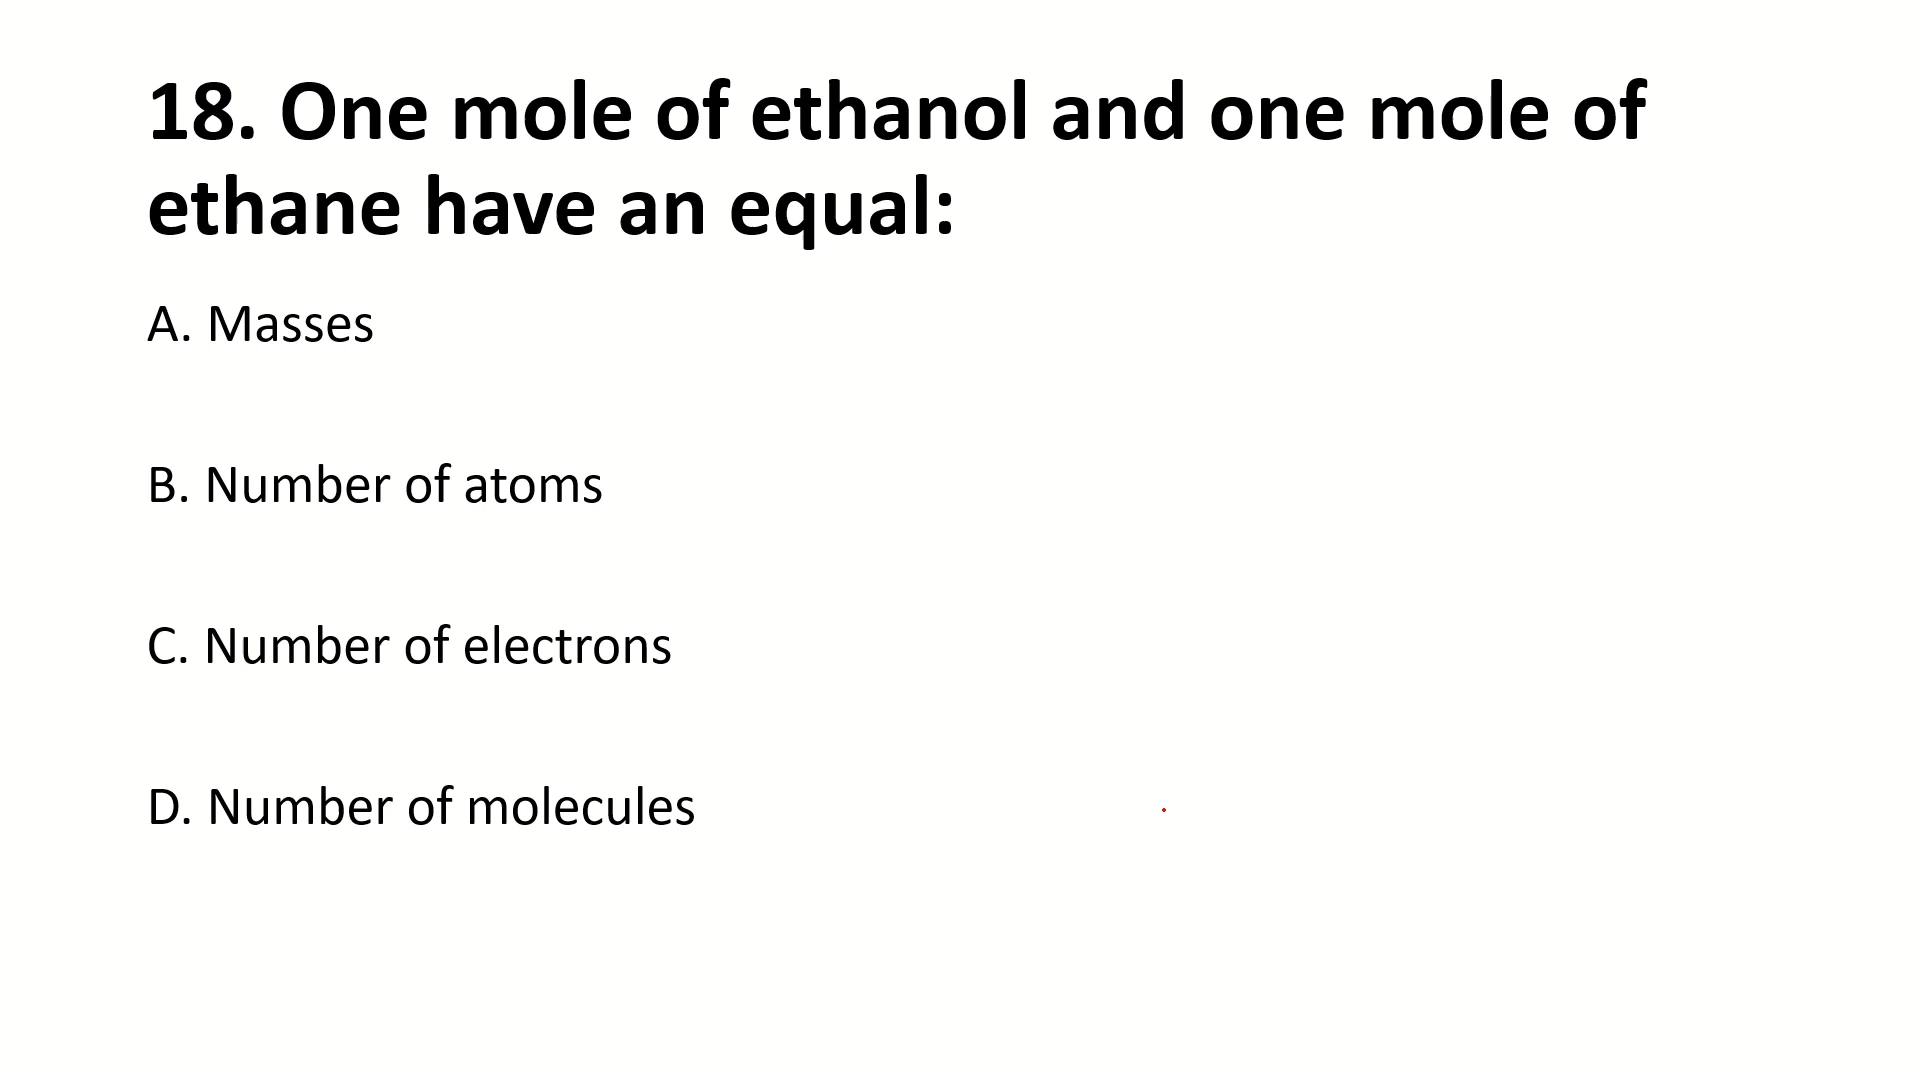 18. One mole of ethanol and one mole of
ethane have an equal:
A. Masses
B. Number of atoms
C. Number of electrons
D. Number of molecules